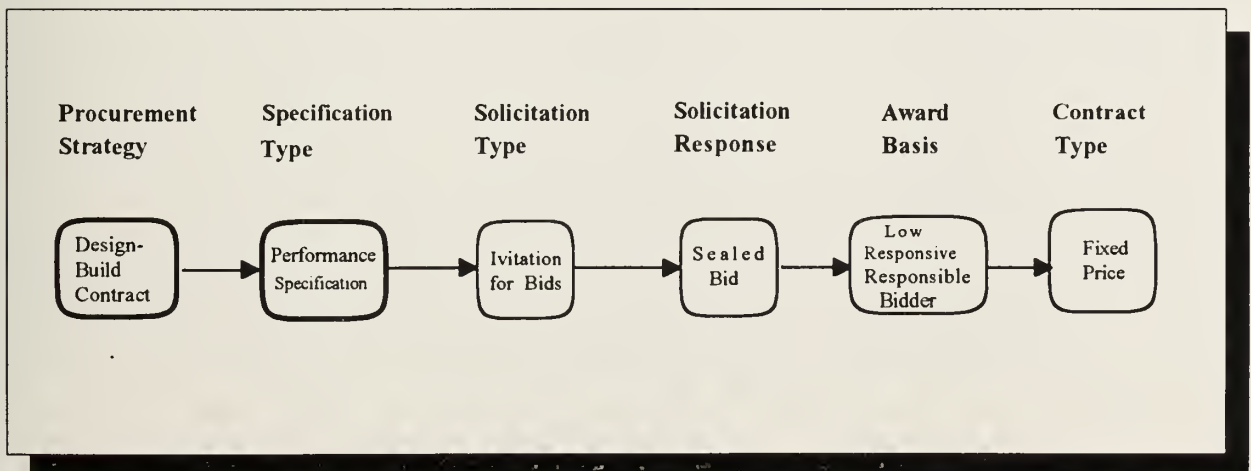 Procurement Strategy
Specification Type
Solicitation Type
Solicitation Response
Award Basis
Contract Type
Design-
Build
Contract
Performance
Specification
Ivitation
for Bids
Sealed
Bid
Low
Responsive
Responsible
Bidder
Fixed
Price